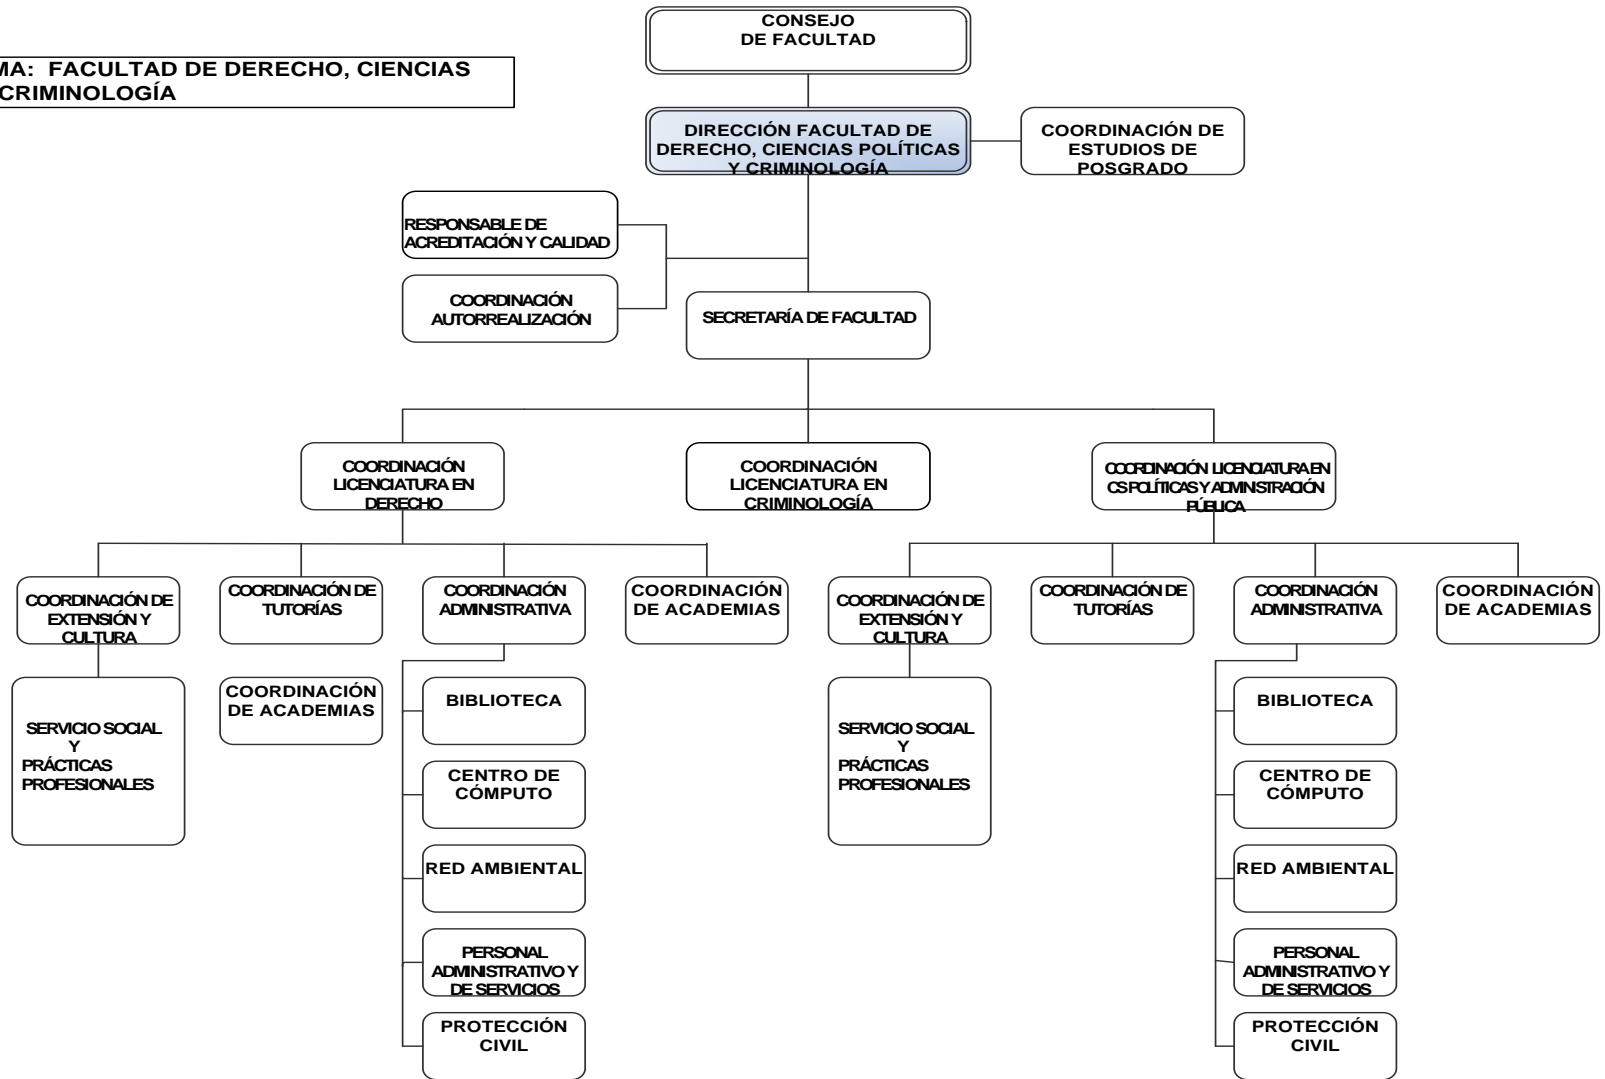 CONSEJO
DE FACULTAD
MA: FACULTAD DE DERECHO, CIENCIAS
CRIMINOLOGÍA
DIRECCIÓN FACULTAD DE
DERECHO, CIENCIAS POLÍTICAS
Y CRIMINOLOGÍA
COORDINACIÓN DE
ESTUDIOS DE
POSGRADO
RESPONSABLE DE
ACREDITACIÓN Y CALIDAD
COORDINACIÓN
AUTORREALIZACIÓN
SECRETARÍA DE FACULTAD
COORDINACIÓN
LICENCIATURA EN
DERECHO
COORDINACIÓN
LICENCIATURA EN
CRIMINOLOGÍA
COORDINACIÓN LICENCIATURA EN
CS POLÍTICAS Y ADMINISTRACIÓN
PÚBLICA
COORDINACIÓN DE
EXTENSIÓN Y
CULTURA
COORDINACIÓN DE
TUTORÍAS
COORDINACIÓN
ADMINISTRATIVA
COORDINACIÓN
DE ACADEMIAS
COORDINACIÓN DE
EXTENSIÓN Y
CULTURA
COORDINACIÓN DE
TUTORÍAS
COORDINACIÓN
ADMINISTRATIVA
COORDINACIÓN
DE ACADEMIAS
SERVICIO SOCIAL
Y
PRÁCTICAS
PROFESIONALES
COORDINACIÓN
DE ACADEMIAS
BIBLIOTECA
CENTRO DE
CÓMPUTO
RED AMBIENTAL
PERSONAL
ADMINISTRATIVO Y
DE SERVICIOS
PROTECCIÓN
CIVIL
SERVICIO SOCIAL
Y
PRÁCTICAS
PROFESIONALES
BIBLIOTECA
CENTRO DE
CÓMPUTO
RED AMBIENTAL
PERSONAL
ADMINISTRATIVO Y
DE SERVICIOS
PROTECCIÓN
CIVIL